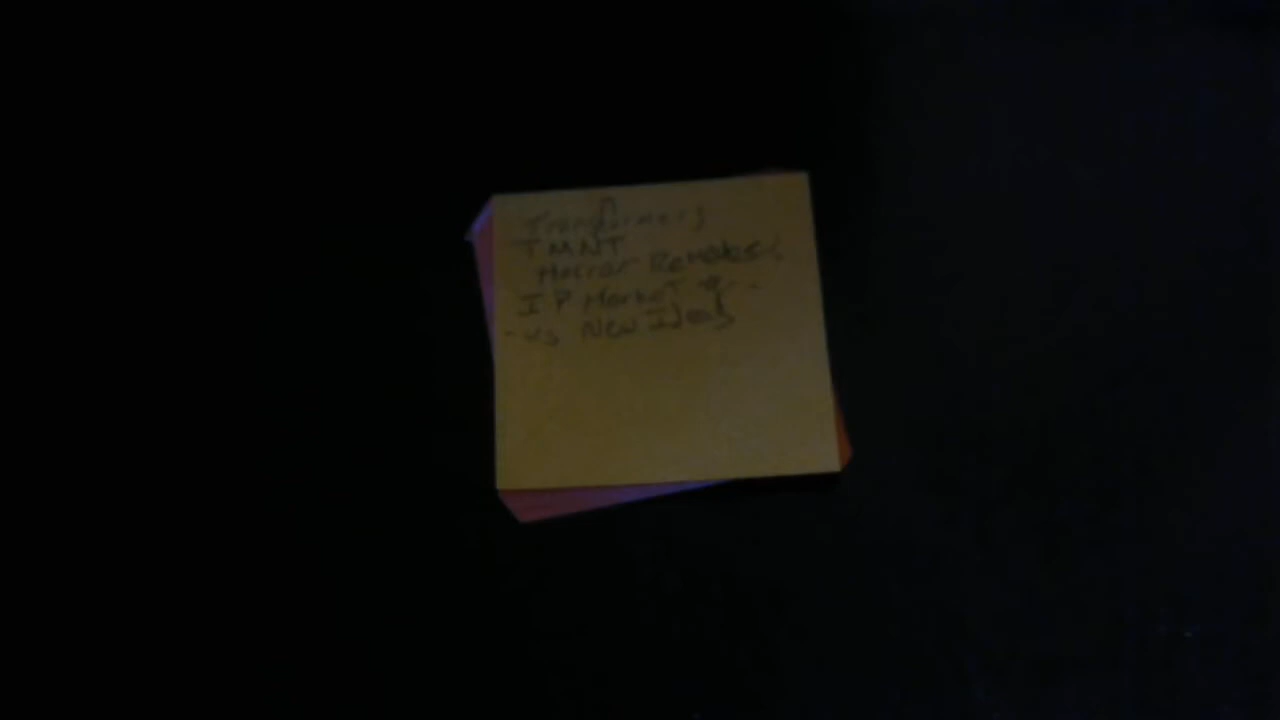 Transformers
TMNT
Horror Remakes
IP Market
- vs New Ideas